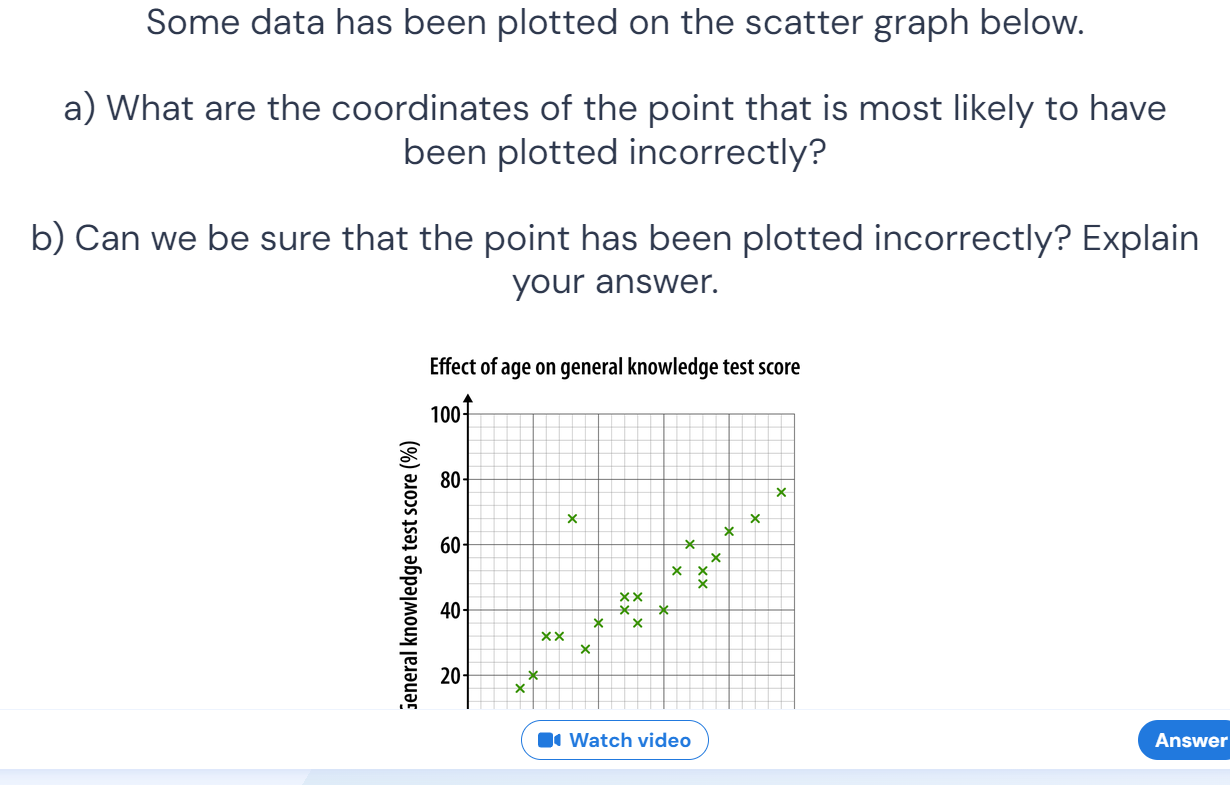 Some data has been plotted on the scatter graph below.
a) What are the coordinates of the point that is most likely to have
been plotted incorrectly?
b) Can we be sure that the point has been plotted incorrectly? Explain
your answer.
Effect of age on general knowledge test score
General knowledge test score (%)
100
80
60
40
20
Watch video
Answer